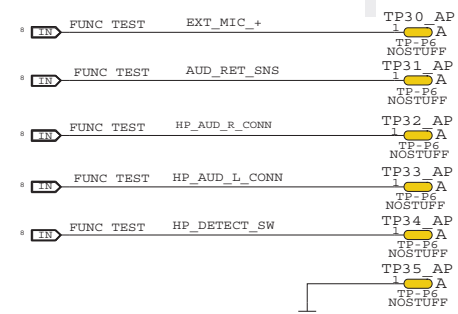 TP30_AP
8 IN FUNC TEST EXT_MIC_+ 1 A
TP-P6
NOSTUFF
TP31_AP
8 IN FUNC TEST AUD_RET_SNS 1 A
TP-P6
NOSTUFF
TP32_AP
8 IN FUNC TEST HP_AUD_R_CONN 1 A
TP-P6
NOSTUFF
TP33_AP
8 IN FUNC TEST HP_AUD_L_CONN 1 A
TP-P6
NOSTUFF
TP34_AP
8 IN FUNC TEST HP_DETECT_SW 1 A
TP-P6
NOSTUFF
TP35_AP
1 A
TP-P6
NOSTUFF